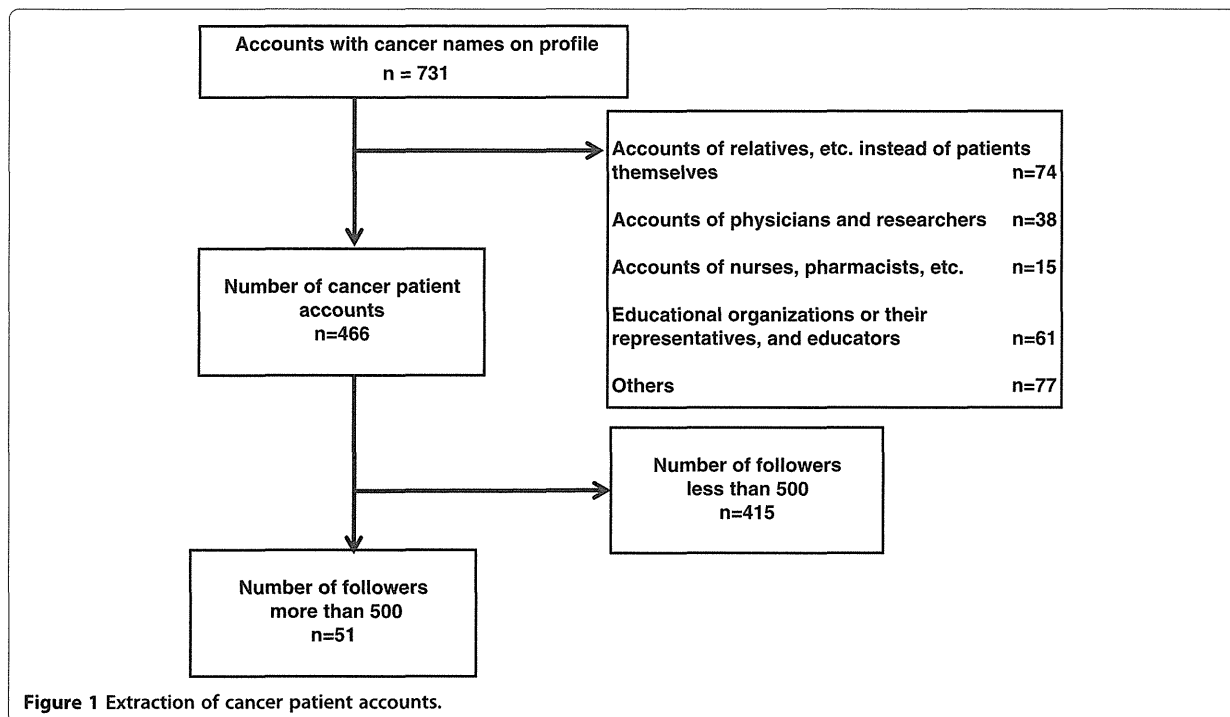 Accounts with cancer names on profile
n = 731
Accounts of relatives, etc. instead of patients
themselves n=74
Accounts of physicians and researchers n=38
Accounts of nurses, pharmacists, etc. n=15
Educational organizations or their
representatives, and educators n=61
Others n=77
Number of cancer patient
accounts
n=466
Number of followers
less than 500
n=415
Number of followers
more than 500
n=51
Figure 1 Extraction of cancer patient accounts.